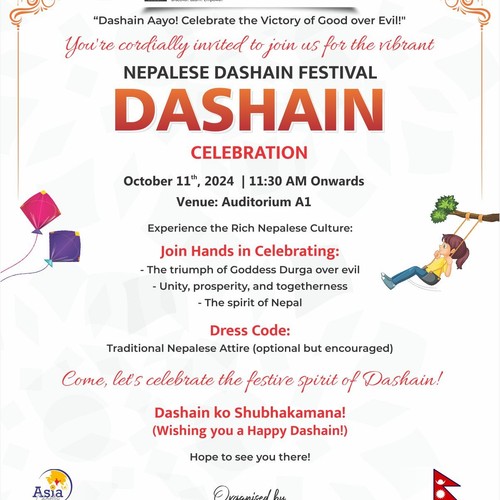 “Dashain Aayo! Celebrate the Victory of Good over Evil!"
You're cordially invited to join us for the vibrant
NEPALESE DASHAIN FESTIVAL
DASHAIN
CELEBRATION
October 11th, 2024 | 11:30 AM Onwards
Venue: Auditorium A1
Experience the Rich Nepalese Culture:
Join Hands in Celebrating:
- The triumph of Goddess Durga over evil
- Unity, prosperity, and togetherness
- The spirit of Nepal
Dress Code:
Traditional Nepalese Attire (optional but encouraged)
Come, let's celebrate the festive spirit of Dashain!
Dashain ko Shubhakamana!
(Wishing you a Happy Dashain!)
Hope to see you there!
Asia
Organised by